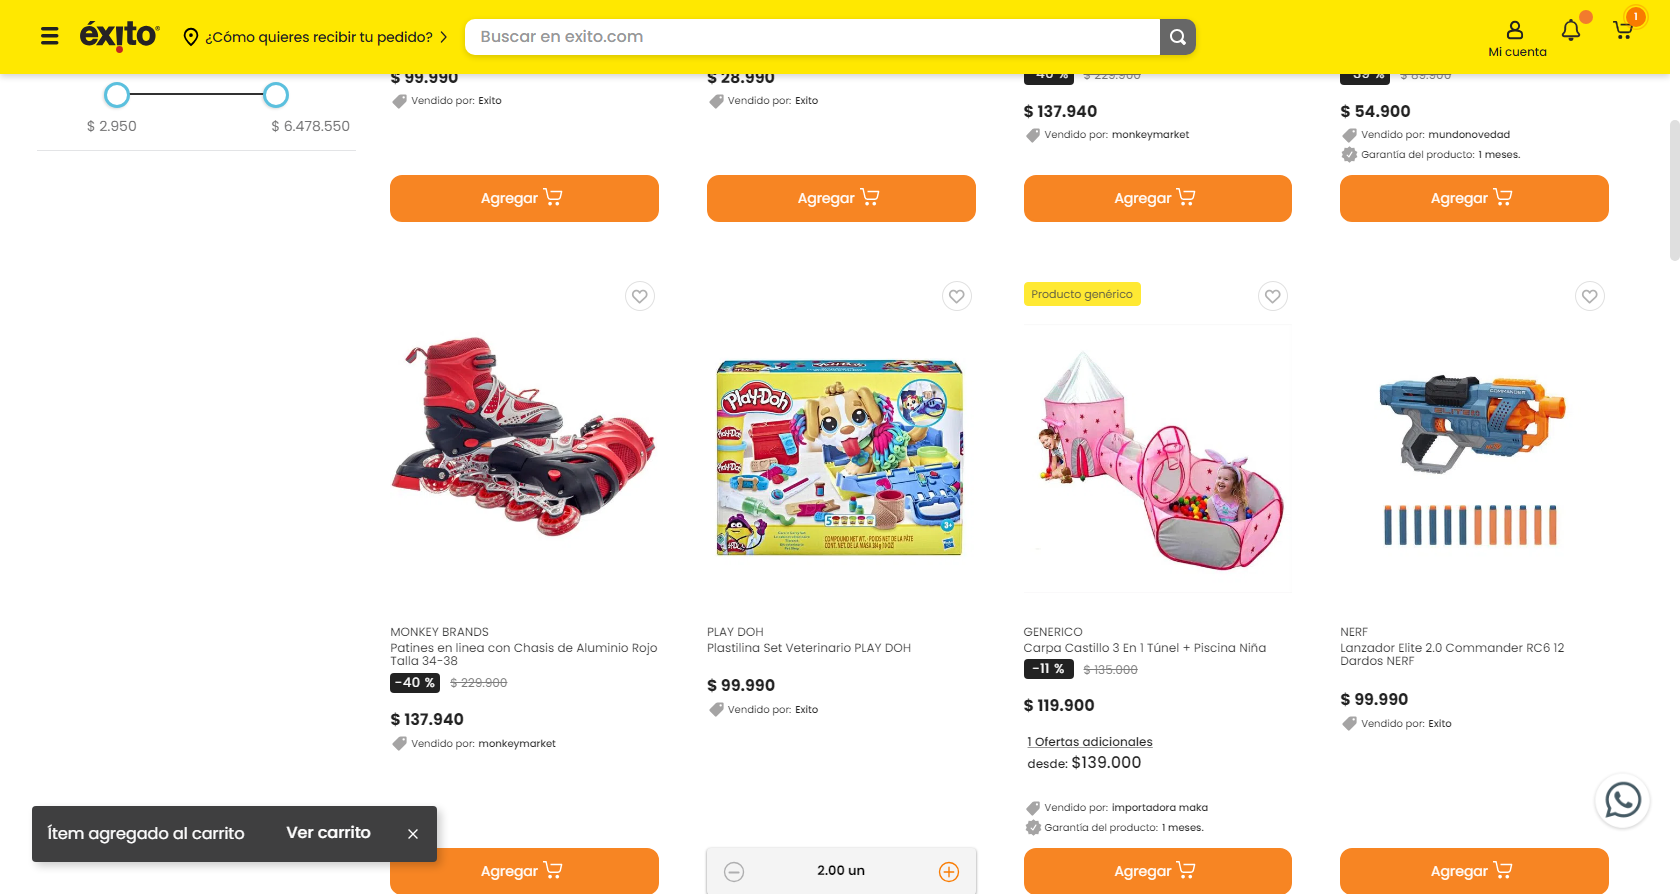 éxito
¿Cómo quieres recibir tu pedido?
Buscar en exito.com
Mi cuenta
1
$ 2.950
$ 6.478.550
$ 99.990
Vendido por: Exito
Agregar
$ 28.990
Vendido por: Exito
Agregar
-40 % $ 229.900
$ 137.940
Vendido por: monkeymarket
Agregar
-39 % $ 89.900
$ 54.900
Vendido por: mundonovedad
Garantía del producto: 1 meses.
Agregar
MONKEY BRANDS
Patines en linea con Chasis de Aluminio Rojo
Talla 34-38
-40 % $ 229.900
$ 137.940
Vendido por: monkeymarket
Agregar
Play-Doh
3+
PLAY DOH
Plastilina Set Veterinario PLAY DOH
$ 99.990
Vendido por: Exito
2.00 un
Producto genérico
GENERICO
Carpa Castillo 3 En 1 Túnel + Piscina Niña
-11 % $ 135.000
$ 119.900
1 Ofertas adicionales
desde: $139.000
Vendido por: importadora maka
Garantía del producto: 1 meses.
Agregar
NERF
Lanzador Elite 2.0 Commander RC6 12
Dardos NERF
$ 99.990
Vendido por: Exito
Agregar
Ítem agregado al carrito
Ver carrito